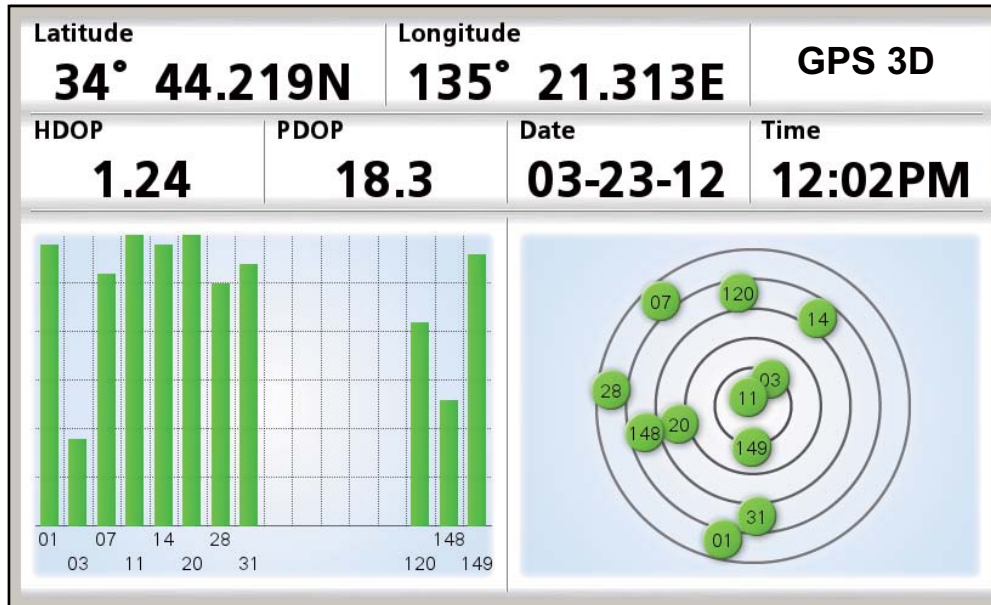 Latitude
34° 44.219N
Longitude
135° 21.313E
GPS 3D
HDOP
1.24
PDOP
18.3
Date
03-23-12
Time
12:02PM
01 07 14 28 148
03 11 20 31 120 149
07 120 14
28 03
11
148 20
149
31
01